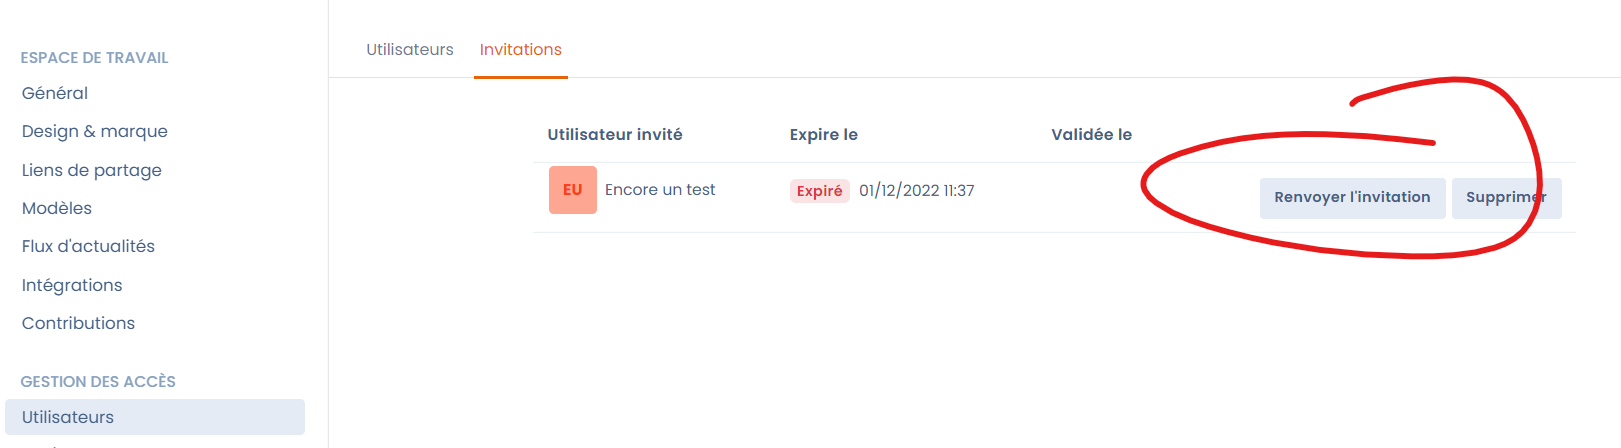 ESPACE DE TRAVAIL
Général
Design & marque
Liens de partage
Modèles
Flux d'actualités
Intégrations
Contributions
GESTION DES ACCÈS
Utilisateurs
Utilisateurs Invitations
Utilisateur invité Expire le Validée le
EU Encore un test Expiré 01/12/2022 11:37 Renvoyer l'invitation Supprimer